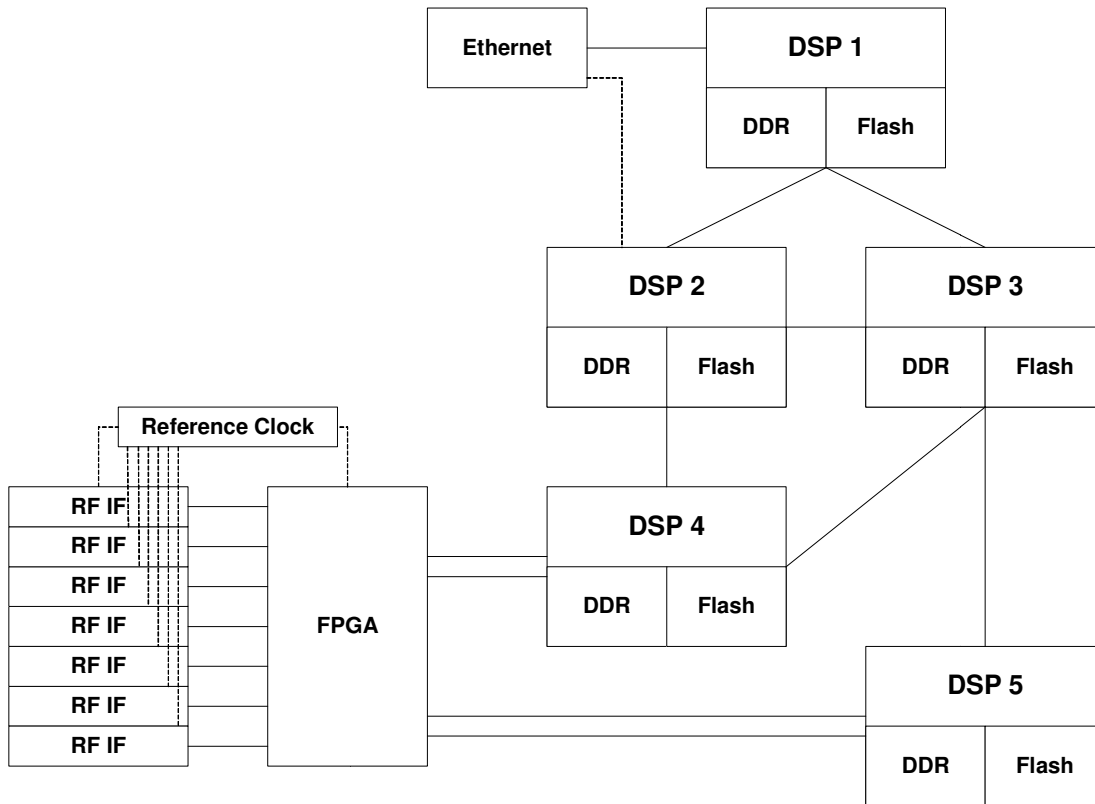 Ethernet
DSP 1
DDR
Flash
DSP 2
DSP 3
DDR
Flash
DDR
Flash
Reference Clock
RF IF
RF IF
RF IF
RF IF
RF IF
RF IF
RF IF
FPGA
DSP 4
DDR
Flash
DSP 5
DDR
Flash